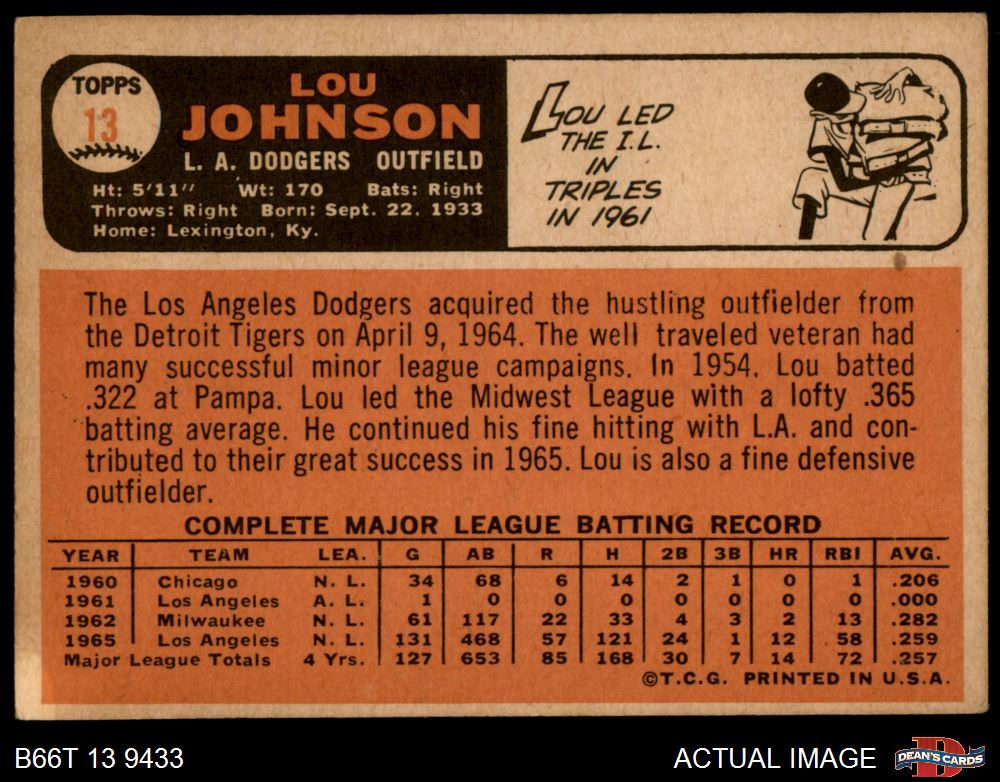 TOPPS
13
LOU
JOHNSON
L. A. DODGERS OUTFIELD
Ht: 5'11" Wt: 170 Bats: Right
Throws: Right Born: Sept. 22, 1933
Home: Lexington, Ky.
LOU LED
THE I.L.
IN
TRIPLES
IN 1961
The Los Angeles Dodgers acquired the hustling outfielder from
the Detroit Tigers on April 9, 1964. The well traveled veteran had
many successful minor league campaigns. In 1954, Lou batted
.322 at Pampa. Lou led the Midwest League with a lofty .365
batting average. He continued his fine hitting with L.A. and con-
tributed to their great success in 1965. Lou is also a fine defensive
outfielder.
COMPLETE MAJOR LEAGUE BATTING RECORD
YEAR TEAM LEA. G AB R H 2B 3B HR RBI AVG.
1960 Chicago N. L. 34 68 6 14 2 1 0 1 .206
1961 Los Angeles A. L. 1 0 0 0 0 0 0 0 .000
1962 Milwaukee N. L. 61 117 22 33 4 3 2 13 .282
1965 Los Angeles N. L. 131 468 57 121 24 1 12 58 .259
Major League Totals 4 Yrs. 127 653 85 168 30 7 14 72 .257
©T.C.G. PRINTED IN U.S.A.
B66T 13 9433
ACTUAL IMAGE
D
DEAN'S CARDS